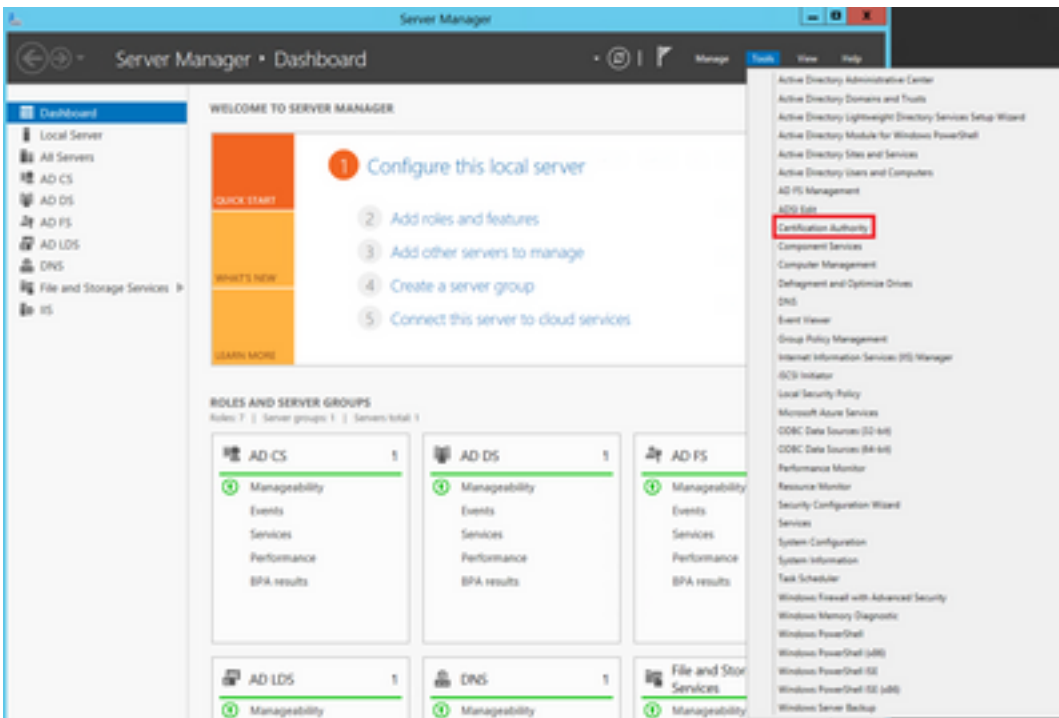 Server Manager
Server Manager • Dashboard
Manage Tools View Help
Dashboard
Local Server
All Servers
AD CS
AD DS
AD FS
AD LDS
DNS
File and Storage Services
IIS
WELCOME TO SERVER MANAGER
QUICK START
WHAT'S NEW
LEARN MORE
1 Configure this local server
2 Add roles and features
3 Add other servers to manage
4 Create a server group
5 Connect this server to cloud services
ROLES AND SERVER GROUPS
Roles: 7 | Server groups: 1 | Servers total: 1
AD CS 1
Manageability
Events
Services
Performance
BPA results
AD DS 1
Manageability
Events
Services
Performance
BPA results
AD FS
Manageability
Events
Services
Performance
BPA results
AD LDS 1
Manageability
DNS 1
Manageability
File and Stor
Services
Manageability
Active Directory Administrative Center
Active Directory Domains and Trusts
Active Directory Lightweight Directory Services Setup Wizard
Active Directory Module for Windows PowerShell
Active Directory Sites and Services
Active Directory Users and Computers
AD FS Management
ADSI Edit
Certification Authority
Component Services
Computer Management
Defragment and Optimize Drives
DNS
Event Viewer
Group Policy Management
Internet Information Services (IIS) Manager
iSCSI Initiator
Local Security Policy
Microsoft Azure Services
ODBC Data Sources (32-bit)
ODBC Data Sources (64-bit)
Performance Monitor
Resource Monitor
Security Configuration Wizard
Services
System Configuration
System Information
Task Scheduler
Windows Firewall with Advanced Security
Windows Memory Diagnostic
Windows PowerShell
Windows PowerShell (x86)
Windows PowerShell ISE
Windows PowerShell ISE (x86)
Windows Server Backup